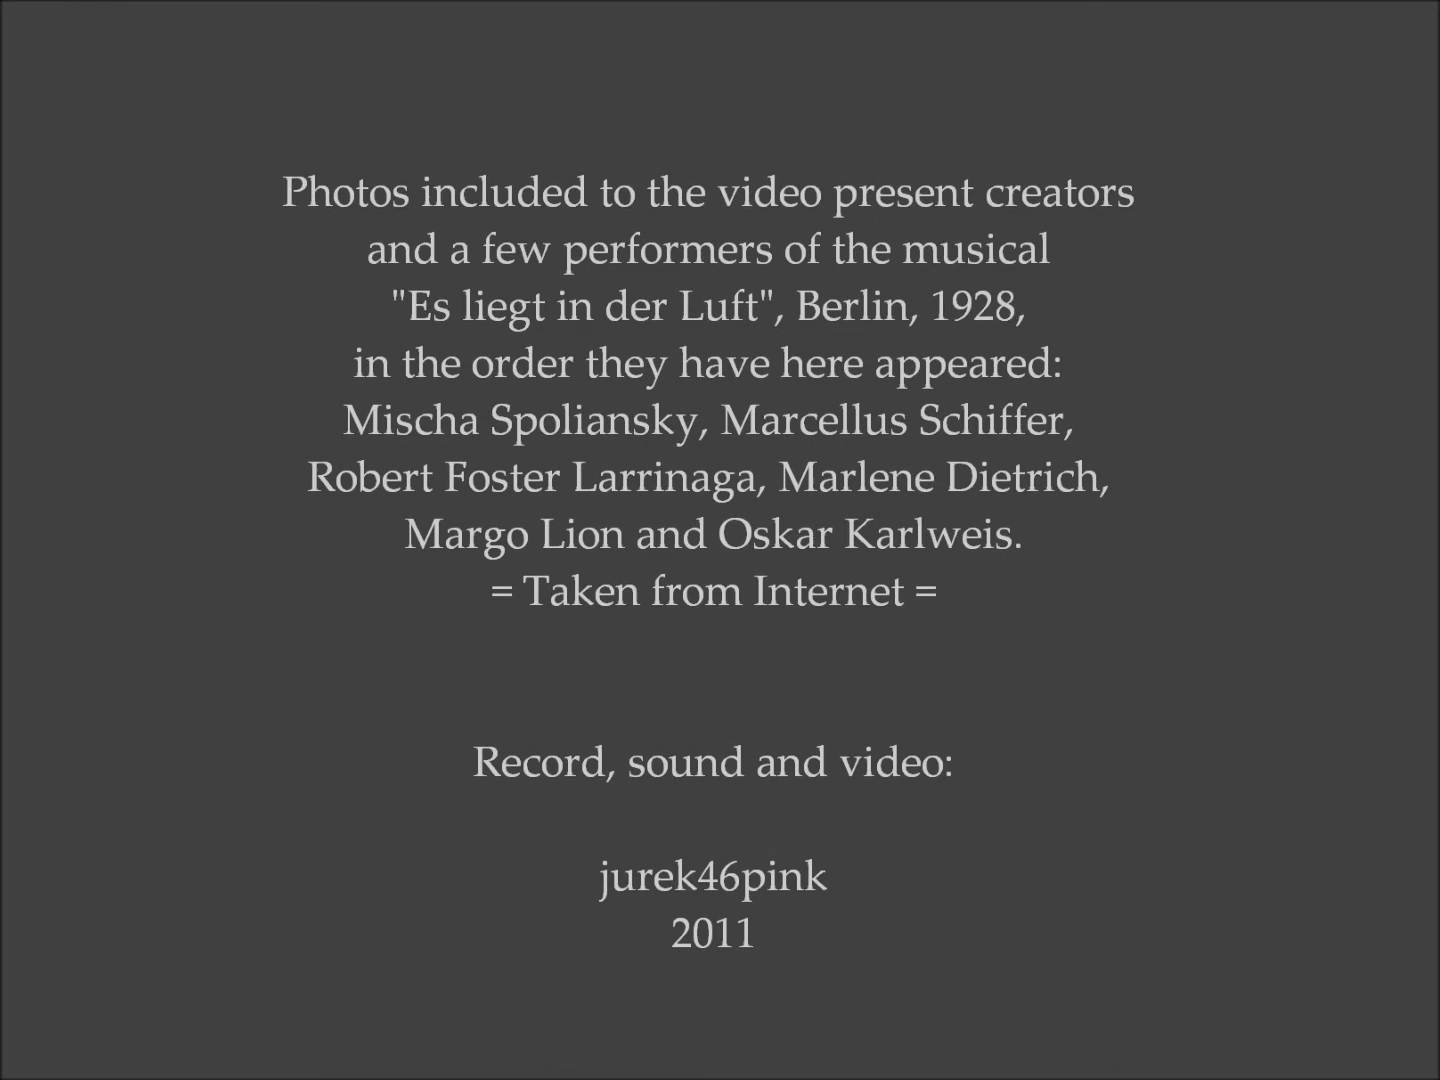 Photos included to the video present creators
and a few performers of the musical
"Es liegt in der Luft", Berlin, 1928,
in the order they have here appeared:
Mischa Spoliansky, Marcellus Schiffer,
Robert Foster Larrinaga, Marlene Dietrich,
Margo Lion and Oskar Karlweis.
= Taken from Internet =
Record, sound and video:
jurek46pink
2011